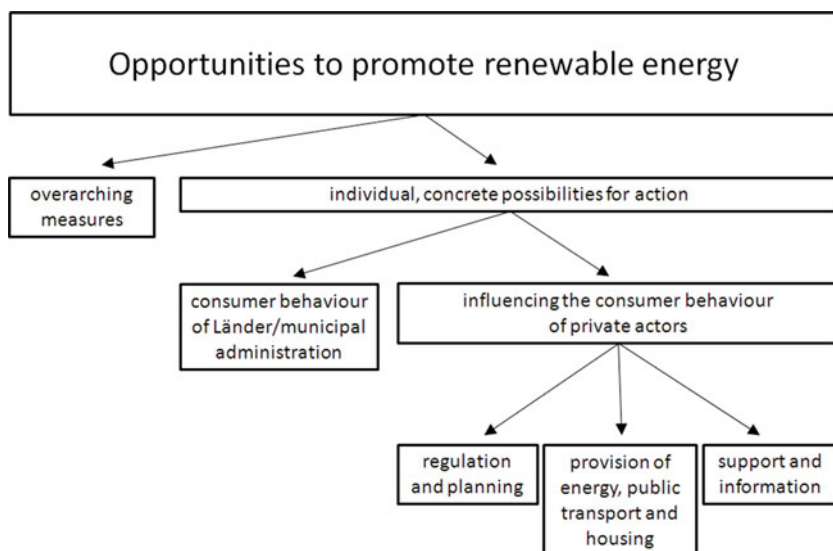 Opportunities to promote renewable energy
overarching
measures
individual, concrete possibilities for action
consumer behaviour
of Länder/municipal
administration
influencing the consumer behaviour
of private actors
regulation
and planning
provision of
energy, public
transport and
housing
support and
information